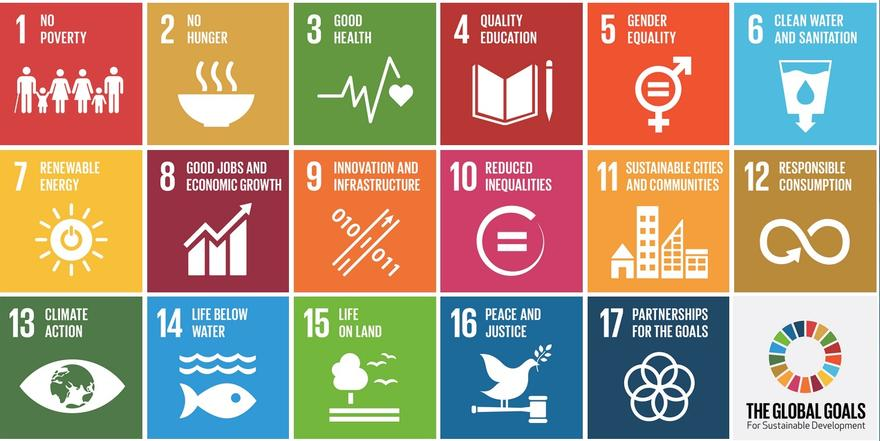 1 NO
POVERTY
2 NO
HUNGER
3 GOOD
HEALTH
4 QUALITY
EDUCATION
5 GENDER
EQUALITY
6 CLEAN WATER
AND SANITATION
7 RENEWABLE
ENERGY
8 GOOD JOBS AND
ECONOMIC GROWTH
9 INNOVATION AND
INFRASTRUCTURE
010
011
10 REDUCED
INEQUALITIES
11 SUSTAINABLE CITIES
AND COMMUNITIES
12 RESPONSIBLE
CONSUMPTION
13 CLIMATE
ACTION
14 LIFE BELOW
WATER
15 LIFE
ON LAND
16 PEACE AND
JUSTICE
17 PARTNERSHIPS
FOR THE GOALS
THE GLOBAL GOALS
For Sustainable Development